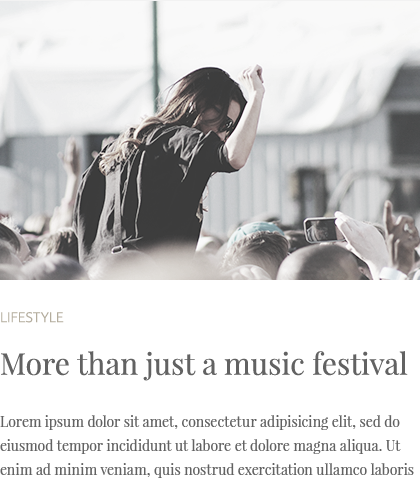 LIFESTYLE
More than just a music festival
Lorem ipsum dolor sit amet, consectetur adipisicing elit, sed do
eiusmod tempor incididunt ut labore et dolore magna aliqua. Ut
enim ad minim veniam, quis nostrud exercitation ullamco laboris